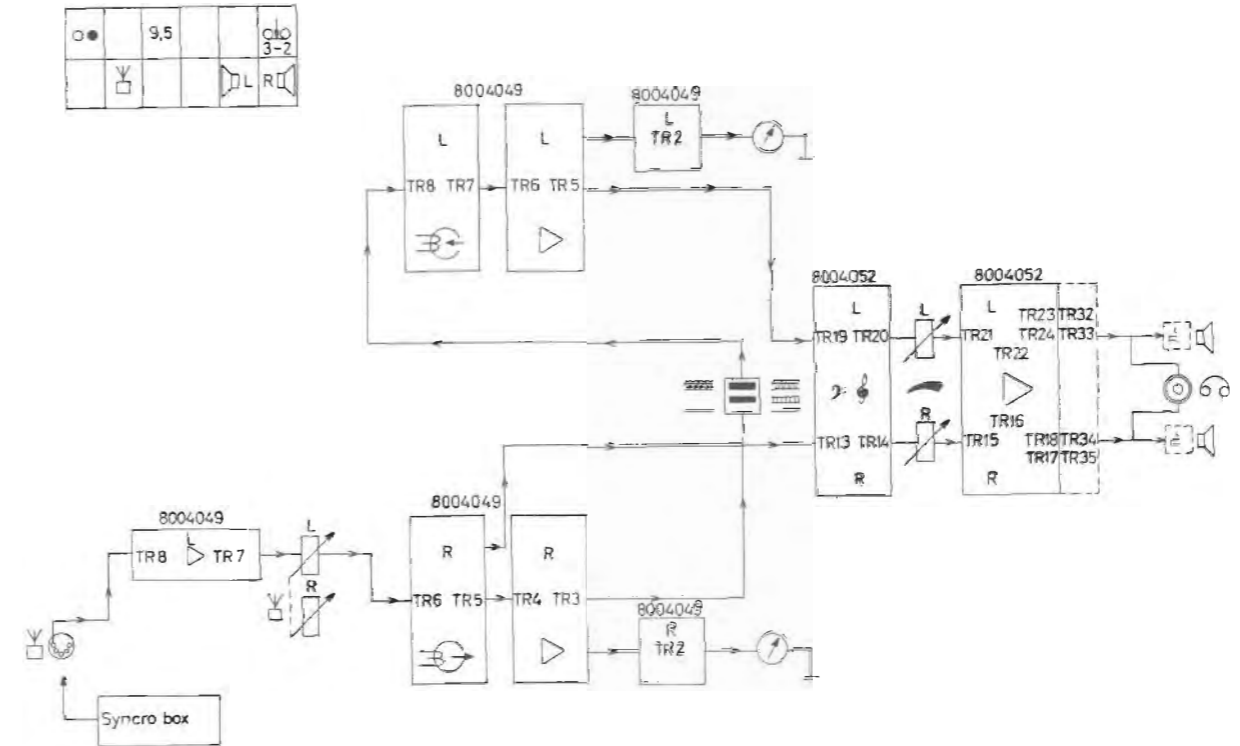 9,5
3-2
L R
8004049
8004049
L
TR2
L
L
TR8 TR7
TR6 TR5
8004052
8004052
L
L
L
TR23 TR32
TR19 TR20
TR21
TR24 TR33
TR22
R
TR16
TR13 TR14
TR15
TR18 TR34
TR17 TR35
R
R
8004049
8004049
L
L
TR8 TR7
R
R
R
TR6 TR5
TR4 TR3
8004049
R
TR2
Syncro box